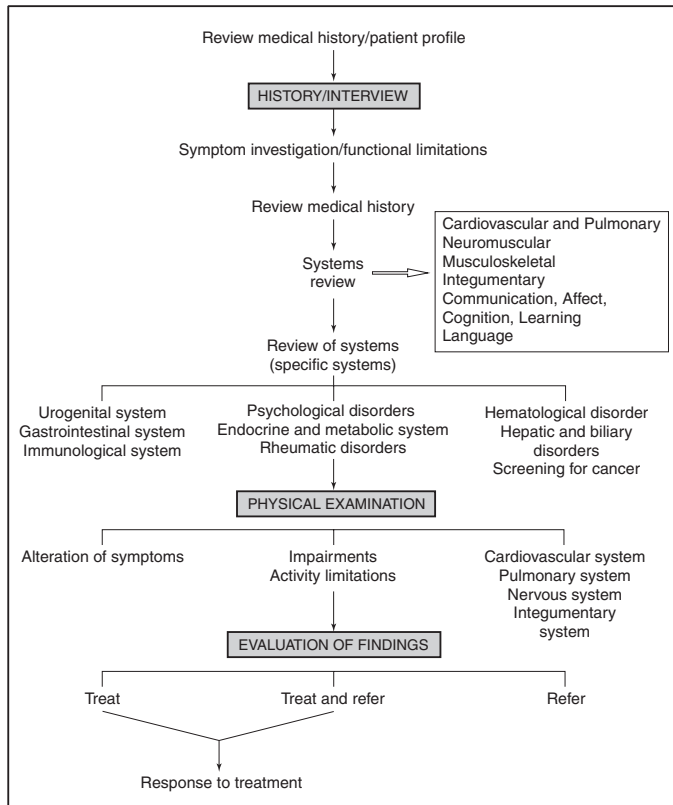 Review medical history/patient profile
HISTORY/INTERVIEW
Symptom investigation/functional limitations
Review medical history
Systems
review
Cardiovascular and Pulmonary
Neuromuscular
Musculoskeletal
Integumentary
Communication, Affect,
Cognition, Learning
Language
Review of systems
(specific systems)
Urogenital system
Gastrointestinal system
Immunological system
Psychological disorders
Endocrine and metabolic system
Rheumatic disorders
Hematological disorder
Hepatic and biliary
disorders
Screening for cancer
PHYSICAL EXAMINATION
Alteration of symptoms
Impairments
Activity limitations
Cardiovascular system
Pulmonary system
Nervous system
Integumentary
system
EVALUATION OF FINDINGS
Treat
Treat and refer
Refer
Response to treatment